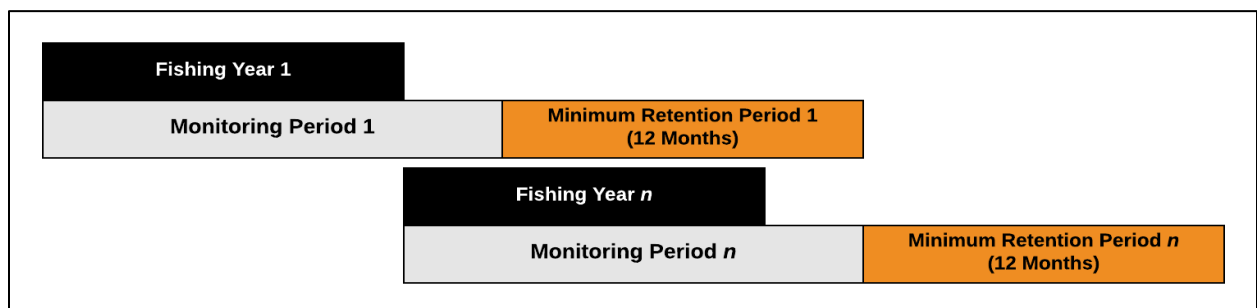 Fishing Year 1
Monitoring Period 1
Minimum Retention Period 1
(12 Months)
Fishing Year n
Monitoring Period n
Minimum Retention Period n
(12 Months)